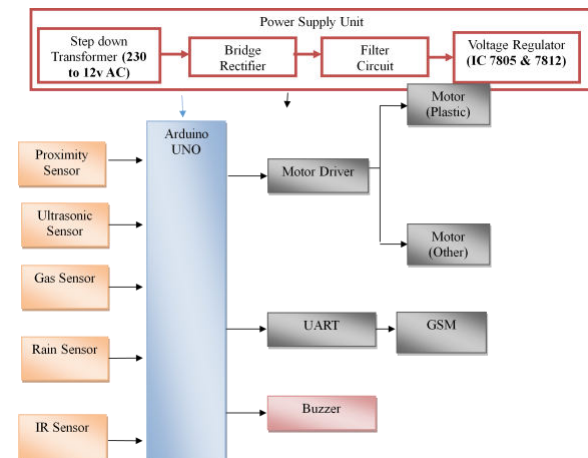 Power Supply Unit
Step down
Transformer (230
to 12v AC)
Bridge
Rectifier
Filter
Circuit
Voltage Regulator
(IC 7805 & 7812)
Arduino
UNO
Proximity
Sensor
Ultrasonic
Sensor
Gas Sensor
Rain Sensor
IR Sensor
Motor Driver
Motor
(Plastic)
Motor
(Other)
UART
GSM
Buzzer